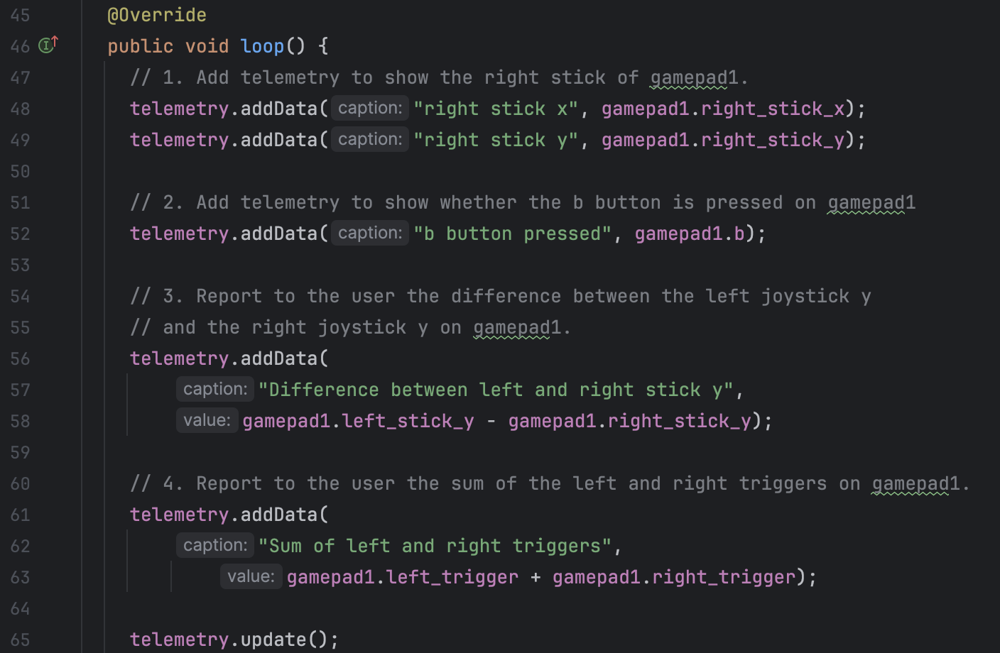 45 @Override
46 public void loop() {
47 // 1. Add telemetry to show the right stick of gamepad1.
48 telemetry.addData( caption: "right stick x", gamepad1.right_stick_x);
49 telemetry.addData( caption: "right stick y", gamepad1.right_stick_y);
50
51 // 2. Add telemetry to show whether the b button is pressed on gamepad1
52 telemetry.addData( caption: "b button pressed", gamepad1.b);
53
54 // 3. Report to the user the difference between the left joystick y
55 // and the right joystick y on gamepad1.
56 telemetry.addData(
57 caption: "Difference between left and right stick y",
58 value: gamepad1.left_stick_y - gamepad1.right_stick_y);
59
60 // 4. Report to the user the sum of the left and right triggers on gamepad1.
61 telemetry.addData(
62 caption: "Sum of left and right triggers",
63 value: gamepad1.left_trigger + gamepad1.right_trigger);
64
65 telemetry.update();